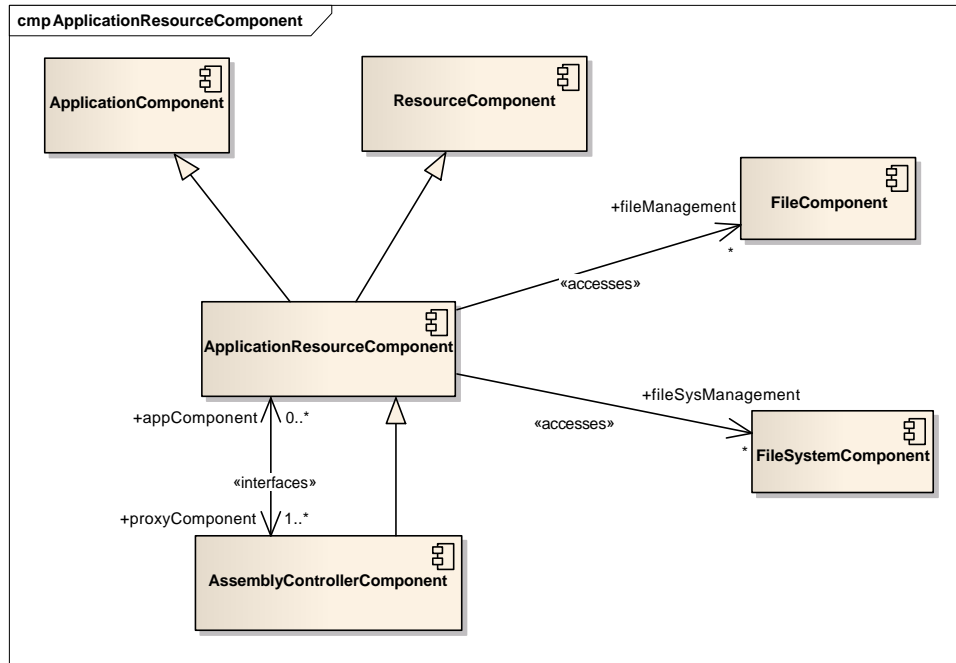 cmp ApplicationResourceComponent
ApplicationComponent
ResourceComponent
+fileManagement
FileComponent
*
«accesses»
ApplicationResourceComponent
+fileSysManagement
«accesses»
*
FileSystemComponent
+appComponent 0..*
«interfaces»
+proxyComponent 1..*
AssemblyControllerComponent